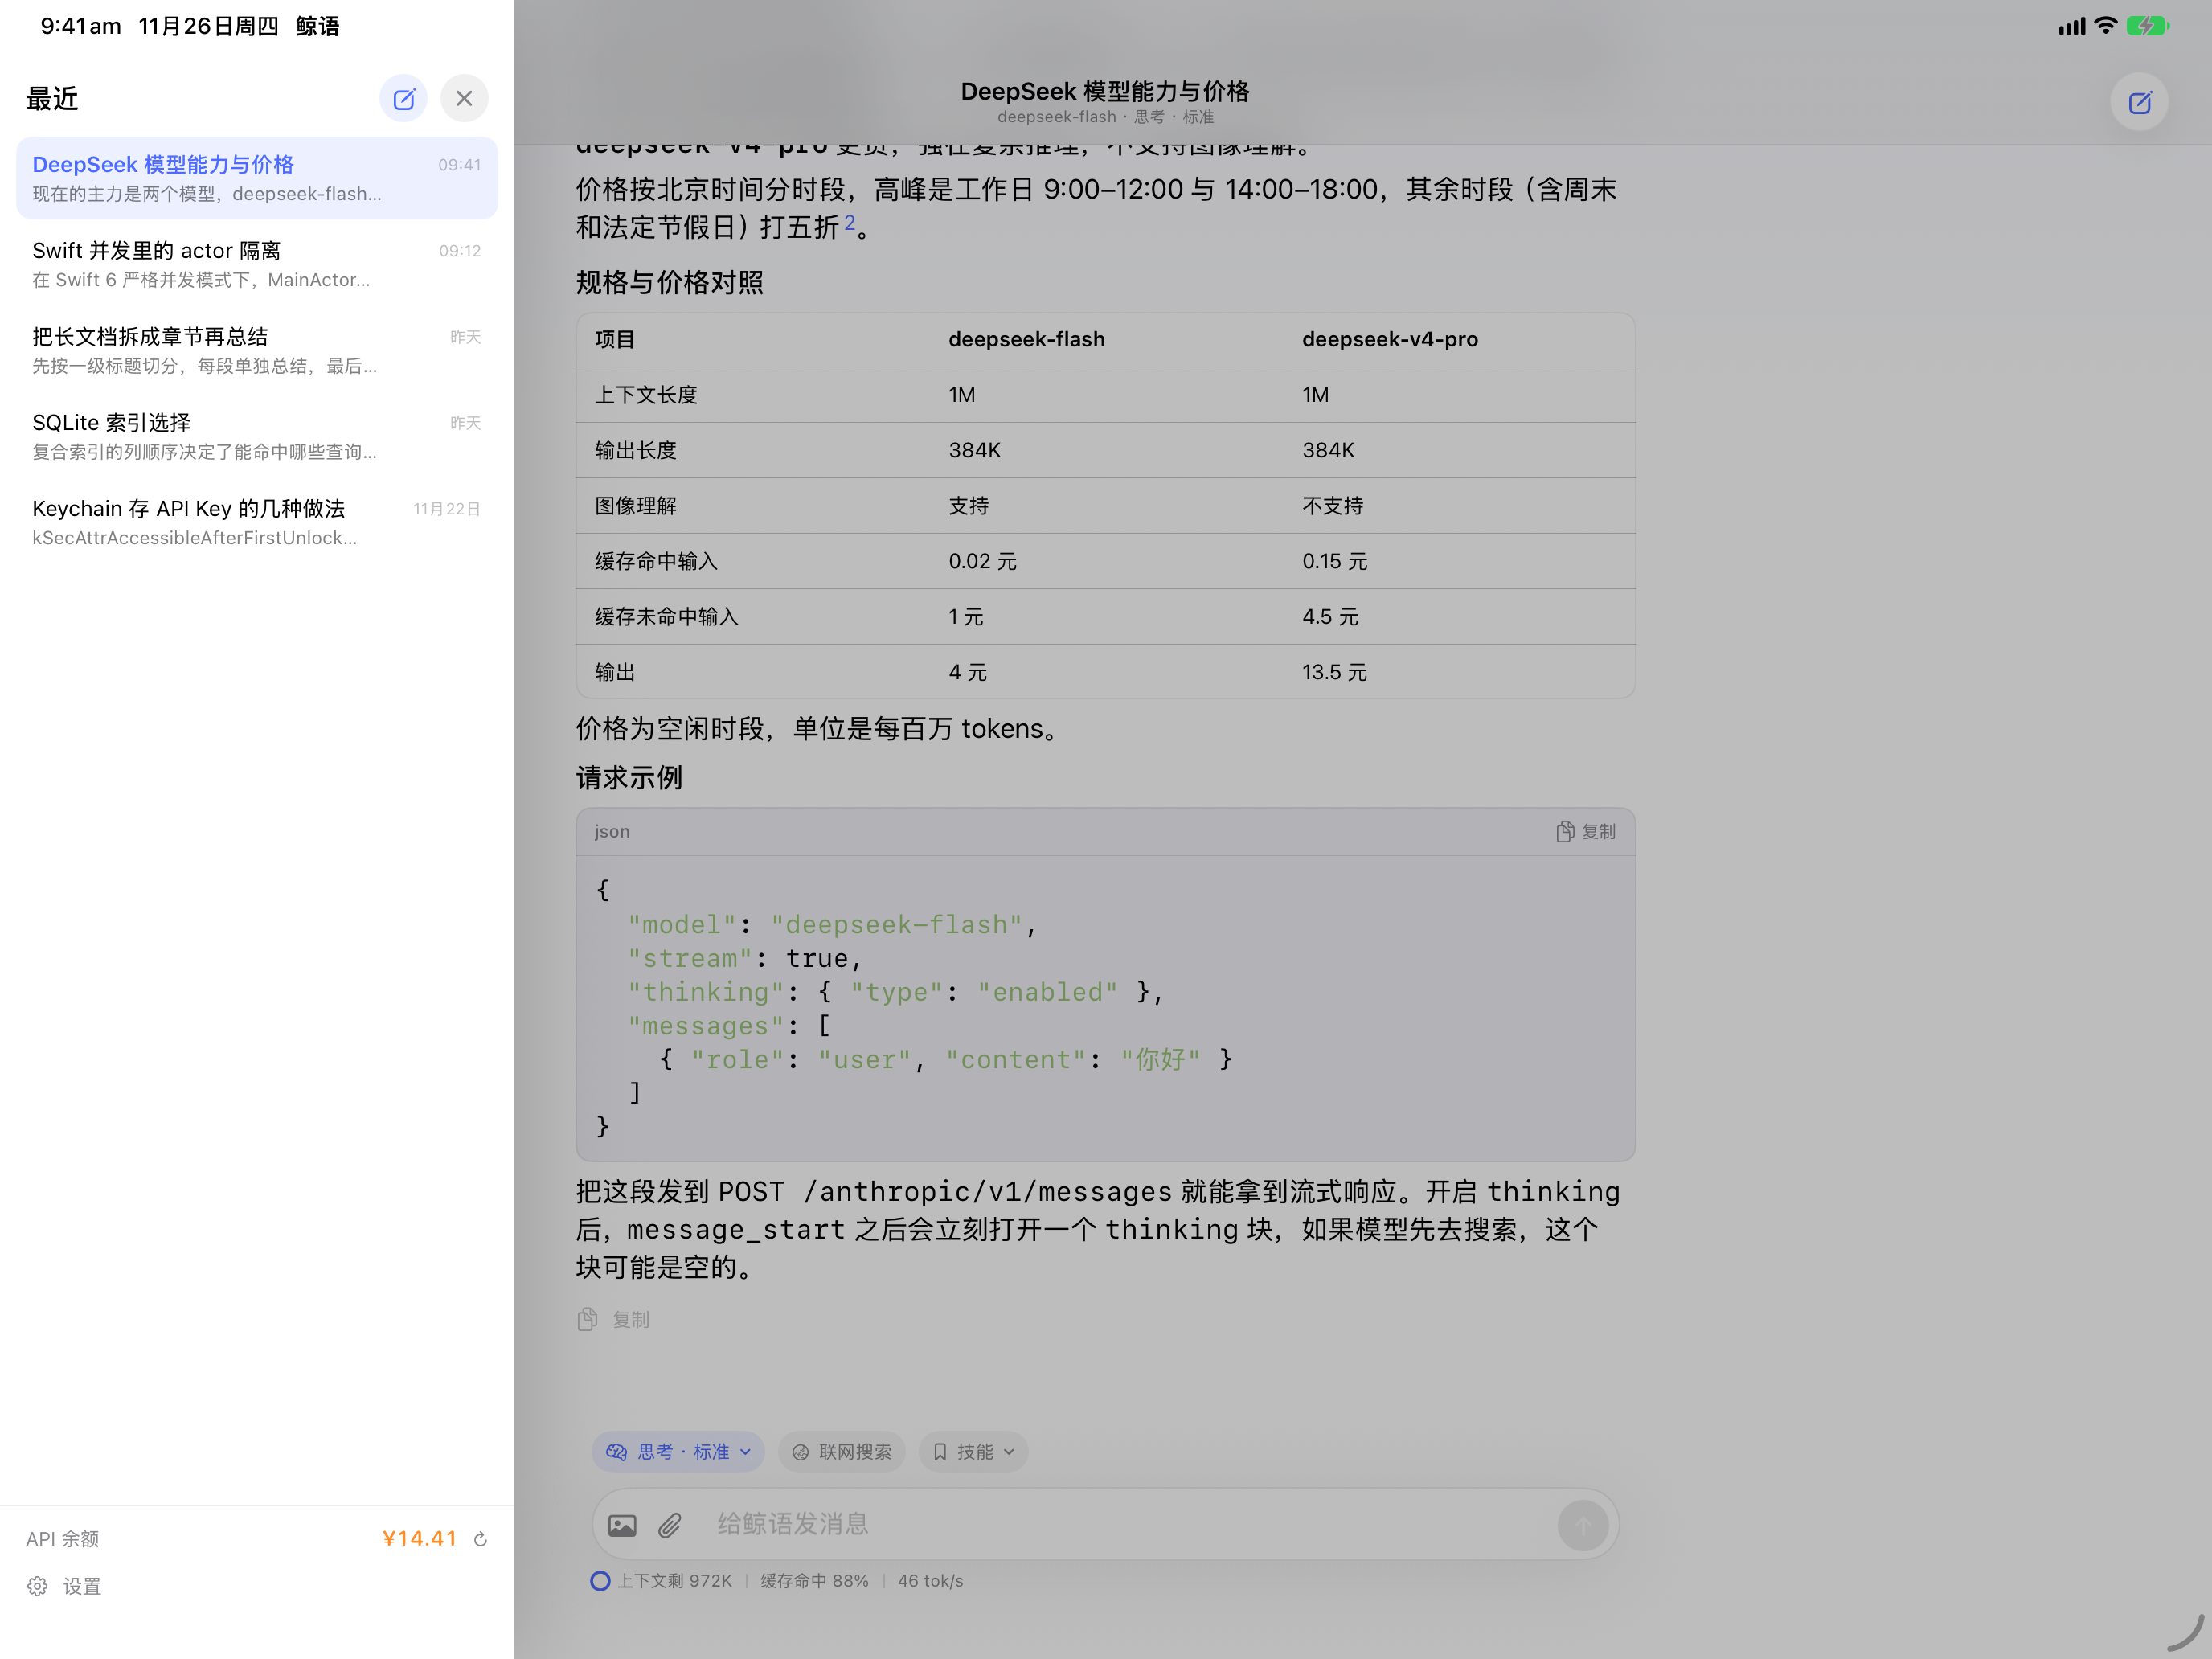 9:41am 11月26日周四 鲸语
最近
DeepSeek 模型能力与价格 09:41
现在的主力是两个模型，deepseek-flash...
Swift 并发里的 actor 隔离 09:12
在 Swift 6 严格并发模式下，MainActor...
把长文档拆成章节再总结 昨天
先按一级标题切分，每段单独总结，最后...
SQLite 索引选择 昨天
复合索引的列顺序决定了能命中哪些查询...
Keychain 存 API Key 的几种做法 11月22日
kSecAttrAccessibleAfterFirstUnlock...
API 余额 ¥14.41
设置
DeepSeek 模型能力与价格
deepseek-flash · 思考 · 标准
deepseek-v4-pro 更贵，强在复杂推理，不支持图像理解。
价格按北京时间分时段，高峰是工作日 9:00–12:00 与 14:00–18:00，其余时段（含周末
和法定节假日）打五折 2。
规格与价格对照
项目 deepseek-flash deepseek-v4-pro
上下文长度 1M 1M
输出长度 384K 384K
图像理解 支持 不支持
缓存命中输入 0.02 元 0.15 元
缓存未命中输入 1 元 4.5 元
输出 4 元 13.5 元
价格为空闲时段，单位是每百万 tokens。
请求示例
json 复制
{
"model": "deepseek-flash",
"stream": true,
"thinking": { "type": "enabled" },
"messages": [
{ "role": "user", "content": "你好" }
]
}
把这段发到 POST /anthropic/v1/messages 就能拿到流式响应。开启 thinking
后，message_start 之后会立刻打开一个 thinking 块，如果模型先去搜索，这个
块可能是空的。
复制
思考 · 标准 联网搜索 技能
给鲸语发消息
上下文剩 972K 缓存命中 88% 46 tok/s